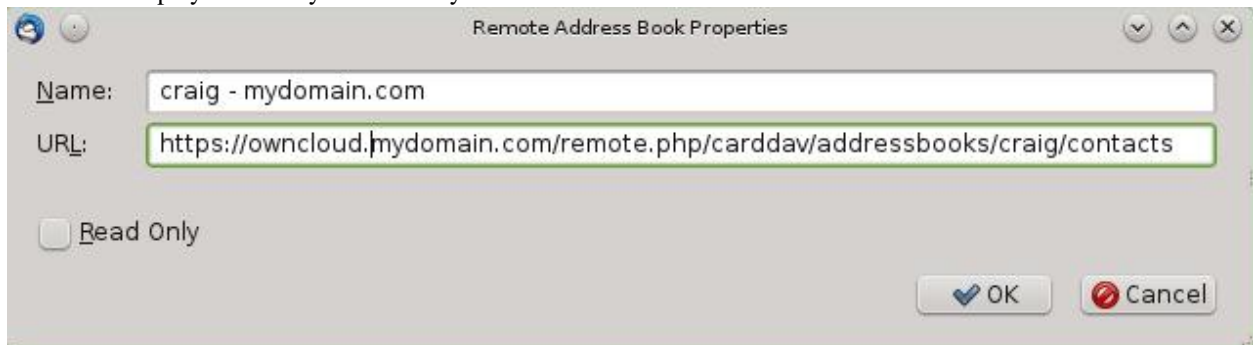 Remote Address Book Properties
Name: craig - mydomain.com
URL: https://owncloud.mydomain.com/remote.php/carddav/addressbooks/craig/contacts
Read Only
OK Cancel